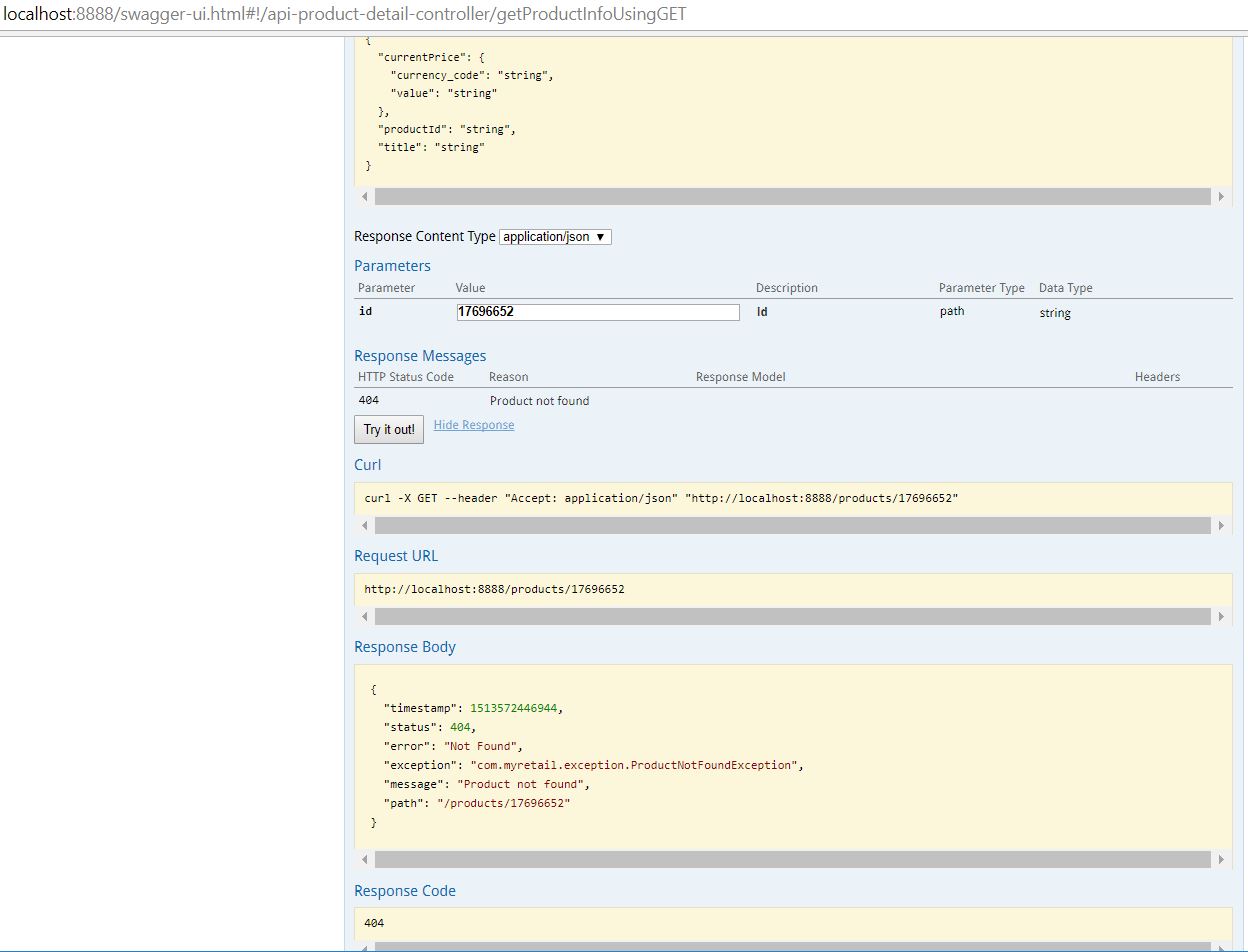 localhost:8888/swagger-ui.html#!/api-product-detail-controller/getProductInfoUsingGET
{
"currentPrice": {
"currency_code": "string",
"value": "string"
},
"productId": "string",
"title": "string"
}
Response Content Type application/json ▼
Parameters
Parameter Value Description Parameter Type Data Type
id 17696652 Id path string
Response Messages
HTTP Status Code Reason Response Model Headers
404 Product not found
Try it out! Hide Response
Curl
curl -X GET --header "Accept: application/json" "http://localhost:8888/products/17696652"
Request URL
http://localhost:8888/products/17696652
Response Body
{
"timestamp": 1513572446944,
"status": 404,
"error": "Not Found",
"exception": "com.myretail.exception.ProductNotFoundException",
"message": "Product not found",
"path": "/products/17696652"
}
Response Code
404